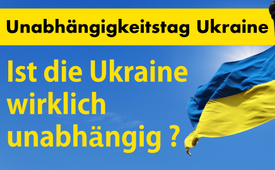 Unabhängigkeitstag Ukraine
Ist die Ukraine
wirklich
unabhängig ?